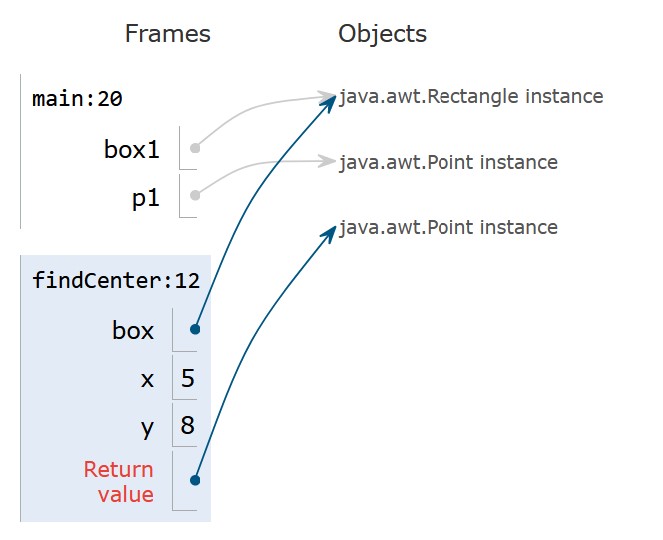 Frames Objects
main:20
java.awt.Rectangle instance
box1
java.awt.Point instance
p1
java.awt.Point instance
findCenter:12
box
x 5
y 8
Return
value